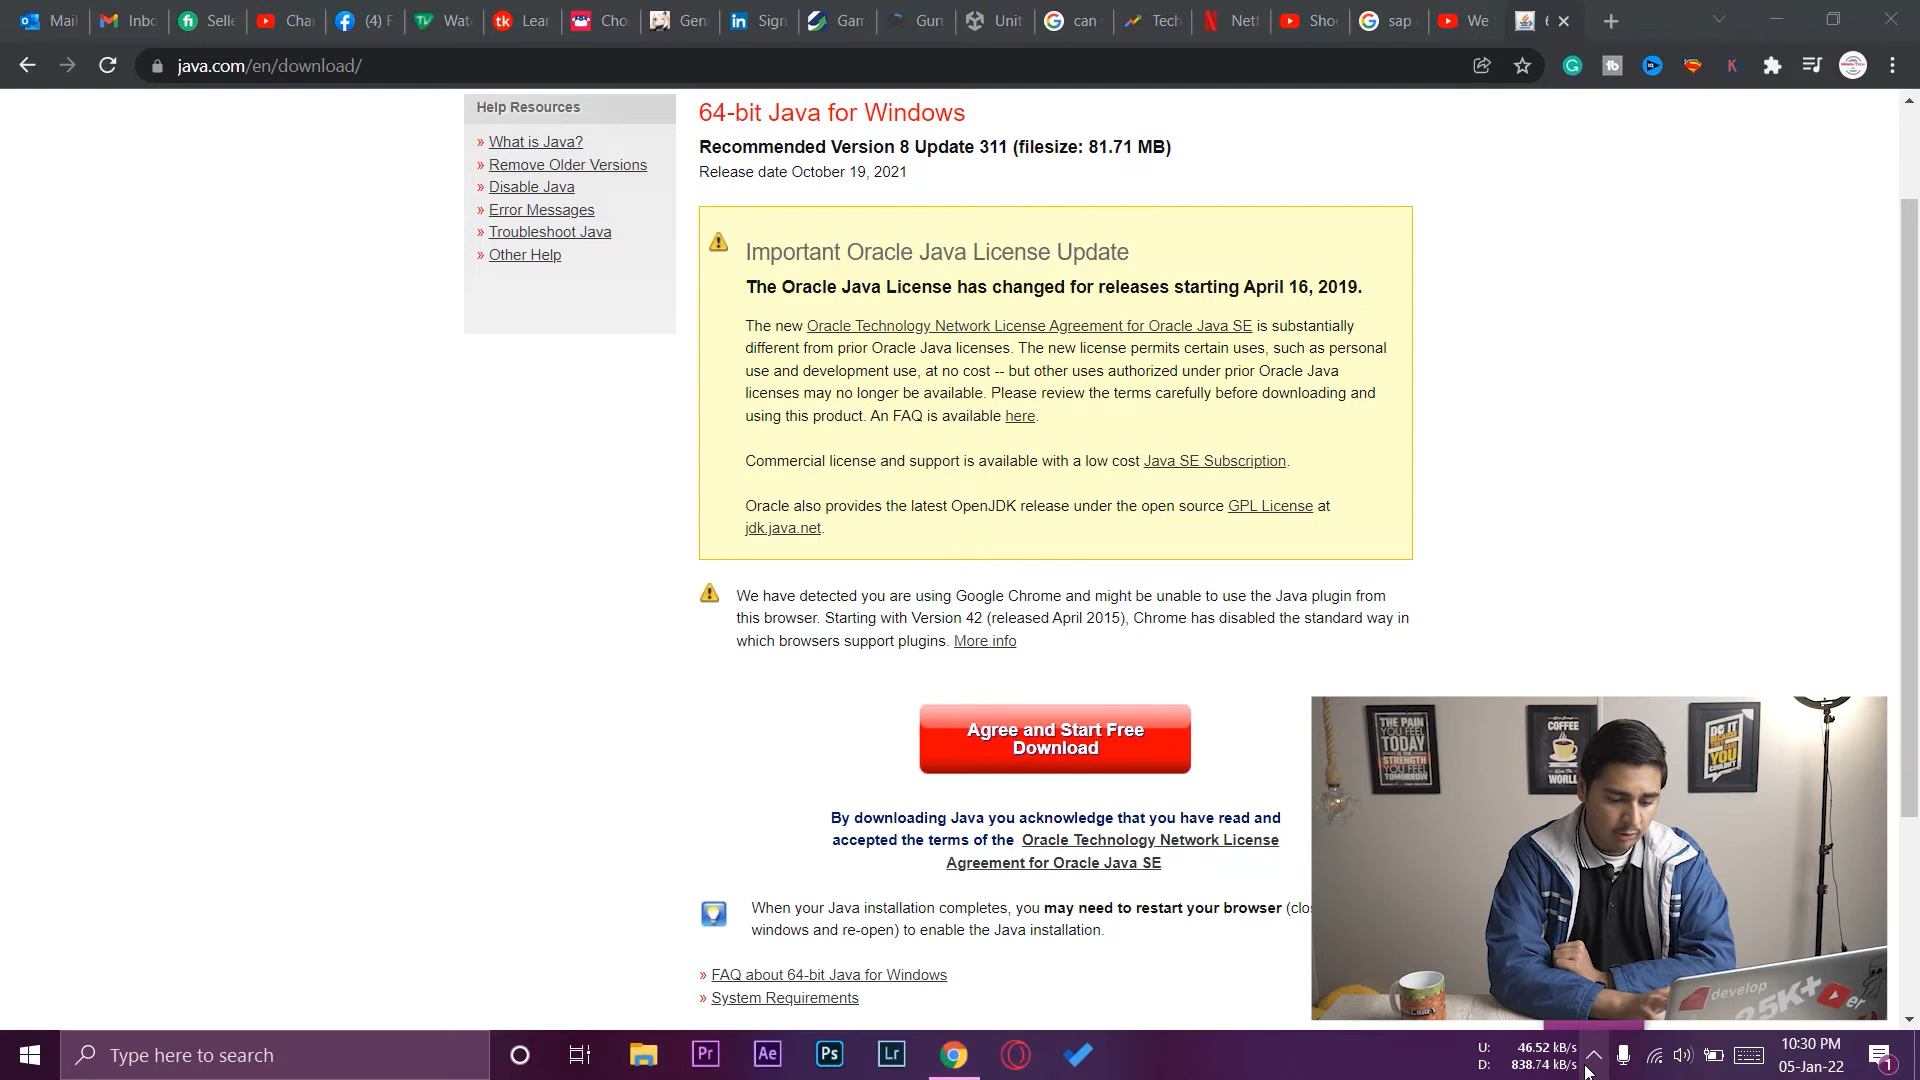 Mail
Inbo
Selle
Cha
(4) F
Wat
Lear
Cho
Gen
Sign
Gam
Gun
Unit
can
Tech
Netf
Shoc
sap
We
6
java.com/en/download/
Help Resources
» What is Java?
» Remove Older Versions
» Disable Java
» Error Messages
» Troubleshoot Java
» Other Help
64-bit Java for Windows
Recommended Version 8 Update 311 (filesize: 81.71 MB)
Release date October 19, 2021
Important Oracle Java License Update
The Oracle Java License has changed for releases starting April 16, 2019.
The new Oracle Technology Network License Agreement for Oracle Java SE is substantially
different from prior Oracle Java licenses. The new license permits certain uses, such as personal
use and development use, at no cost -- but other uses authorized under prior Oracle Java
licenses may no longer be available. Please review the terms carefully before downloading and
using this product. An FAQ is available here.
Commercial license and support is available with a low cost Java SE Subscription.
Oracle also provides the latest OpenJDK release under the open source GPL License at
jdk.java.net.
We have detected you are using Google Chrome and might be unable to use the Java plugin from
this browser. Starting with Version 42 (released April 2015), Chrome has disabled the standard way in
which browsers support plugins. More info
Agree and Start Free
Download
By downloading Java you acknowledge that you have read and
accepted the terms of the Oracle Technology Network License
Agreement for Oracle Java SE
When your Java installation completes, you may need to restart your browser (clo
windows and re-open) to enable the Java installation.
» FAQ about 64-bit Java for Windows
» System Requirements
THE PAIN
YOU FEEL
TODAY
IS THE
STRENGTH
YOU FEEL
TOMORROW
COFFEE
WORL
DO IT
BECAUSE
THEY SAID
YOU
COULDN'T
develop
25K+
er
Type here to search
Pr
Ae
Ps
Lr
U: 46.52 kB/s
D: 838.74 kB/s
10:30 PM
05-Jan-22
1